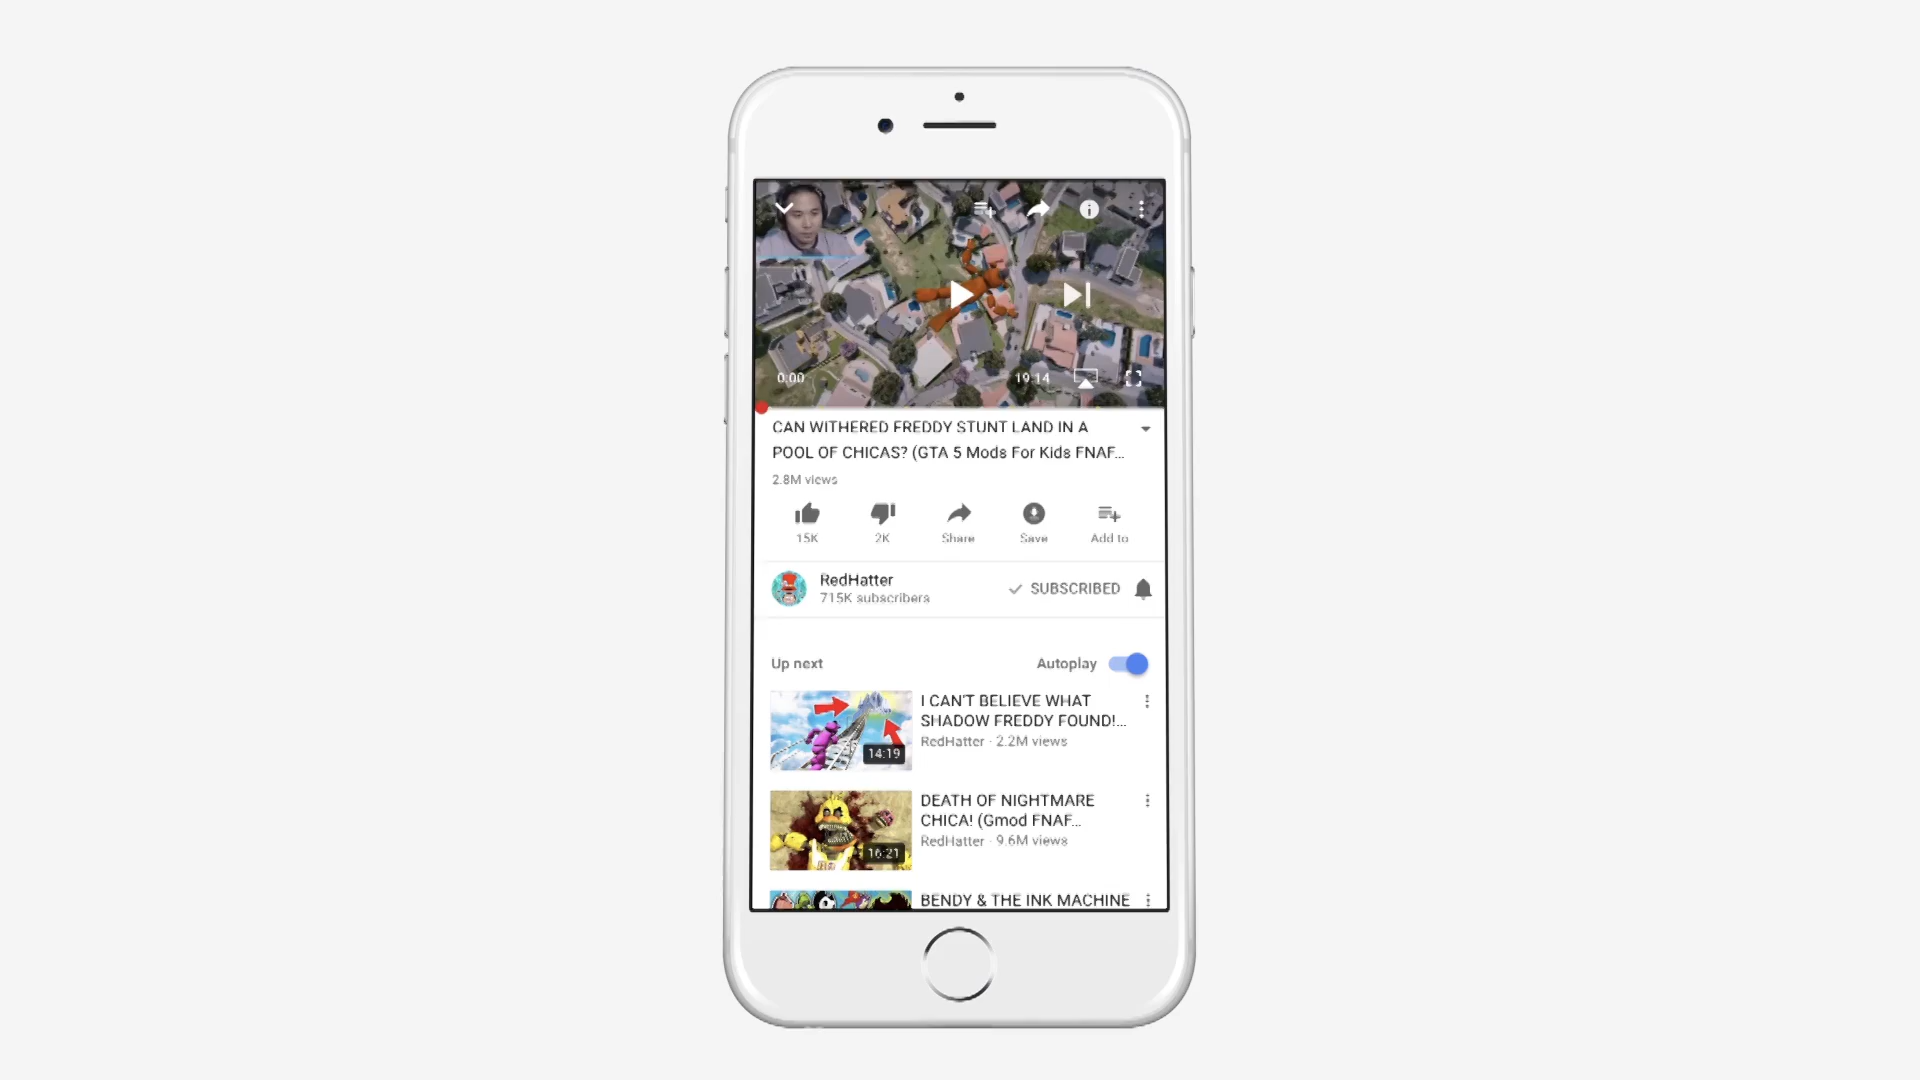 0:00
19:14
CAN WITHERED FREDDY STUNT LAND IN A
POOL OF CHICAS? (GTA 5 Mods For Kids FNAF...
2.8M views
15K
2K
Share
Save
Add to
RedHatter
715K subscribers
SUBSCRIBED
Up next
Autoplay
I CAN'T BELIEVE WHAT
SHADOW FREDDY FOUND!...
RedHatter · 2.2M views
14:19
DEATH OF NIGHTMARE
CHICA! (Gmod FNAF...
RedHatter · 9.6M views
16:21
BENDY & THE INK MACHINE